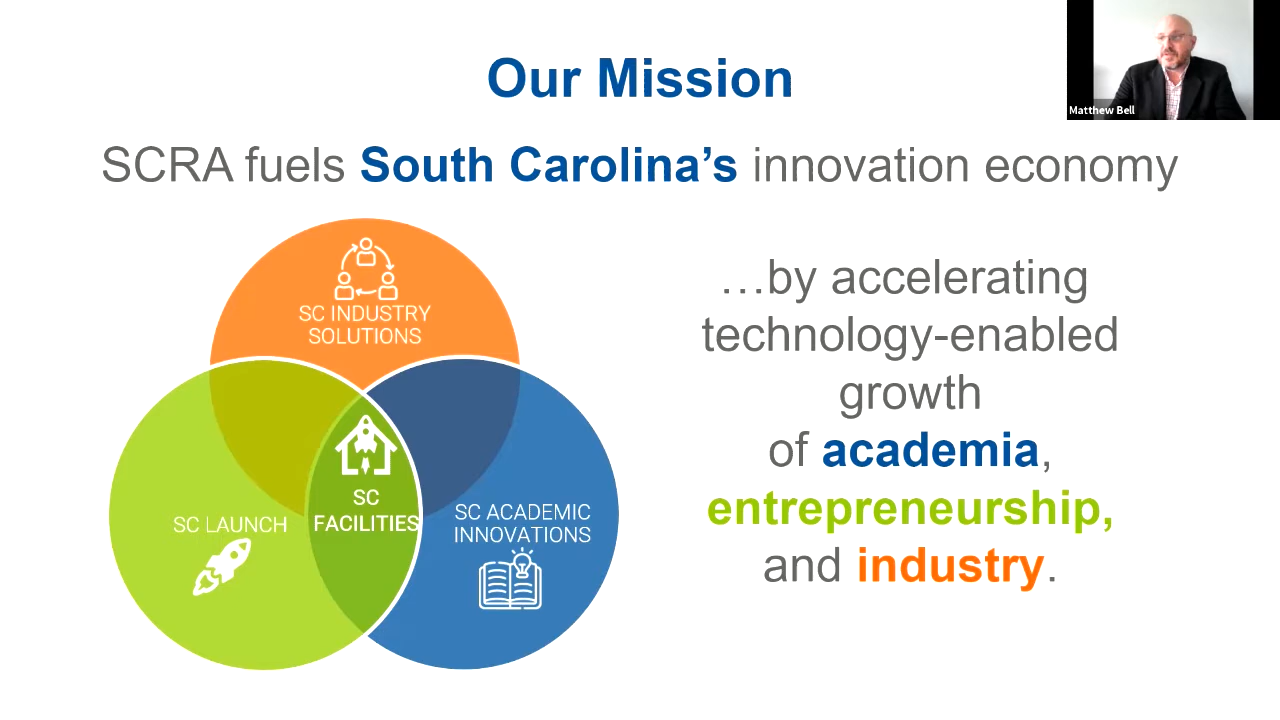 Our Mission
Matthew Bell
SCRA fuels South Carolina’s innovation economy
SC INDUSTRY
SOLUTIONS
SC
FACILITIES
SC LAUNCH
SC ACADEMIC
INNOVATIONS
…by accelerating
technology-enabled
growth
of academia,
entrepreneurship,
and industry.